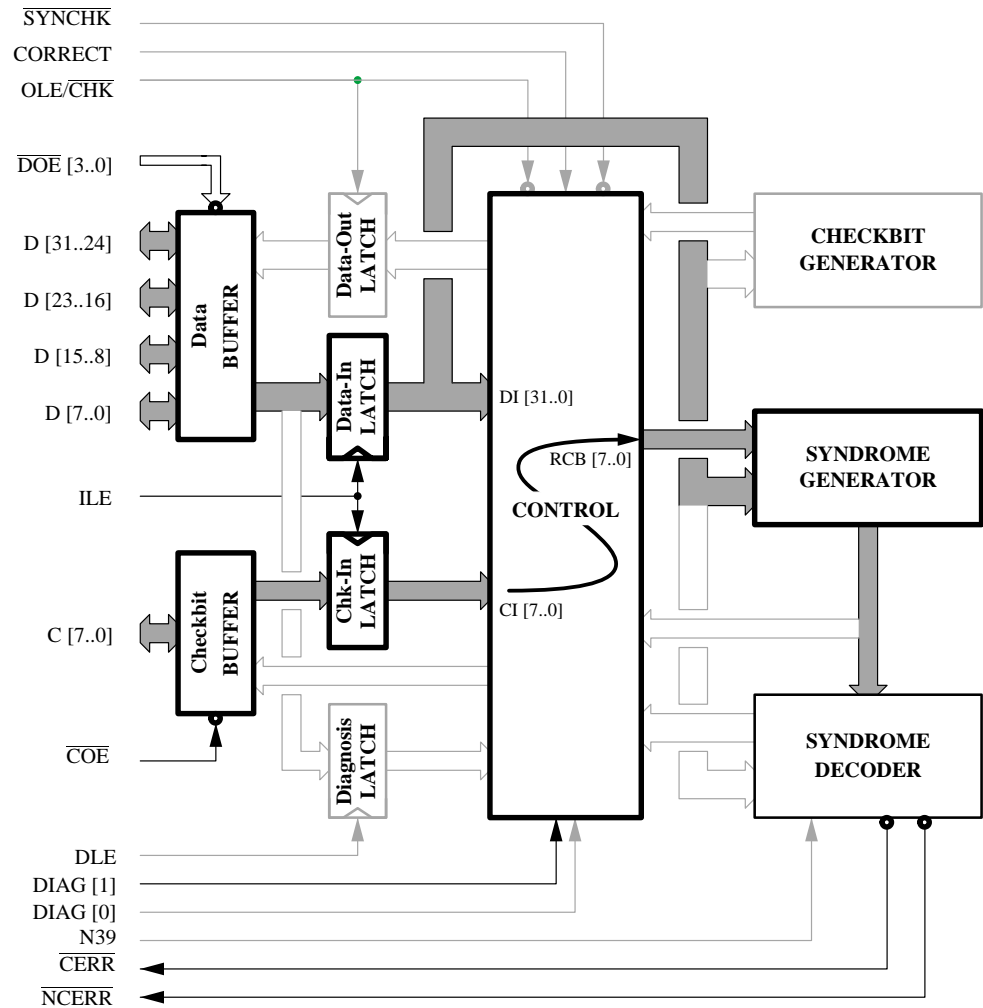 SYNCHK
CORRECT
OLE/CHK
DOE [3..0]
D [31..24]
D [23..16]
D [15..8]
D [7..0]
Data
BUFFER
Data-Out
LATCH
Data-In
LATCH
ILE
Chk-In
LATCH
C [7..0]
Checkbit
BUFFER
COE
Diagnosis
LATCH
DI [31..0]
RCB [7..0]
CONTROL
CI [7..0]
CHECKBIT
GENERATOR
SYNDROME
GENERATOR
SYNDROME
DECODER
DLE
DIAG [1]
DIAG [0]
N39
CERR
NCERR